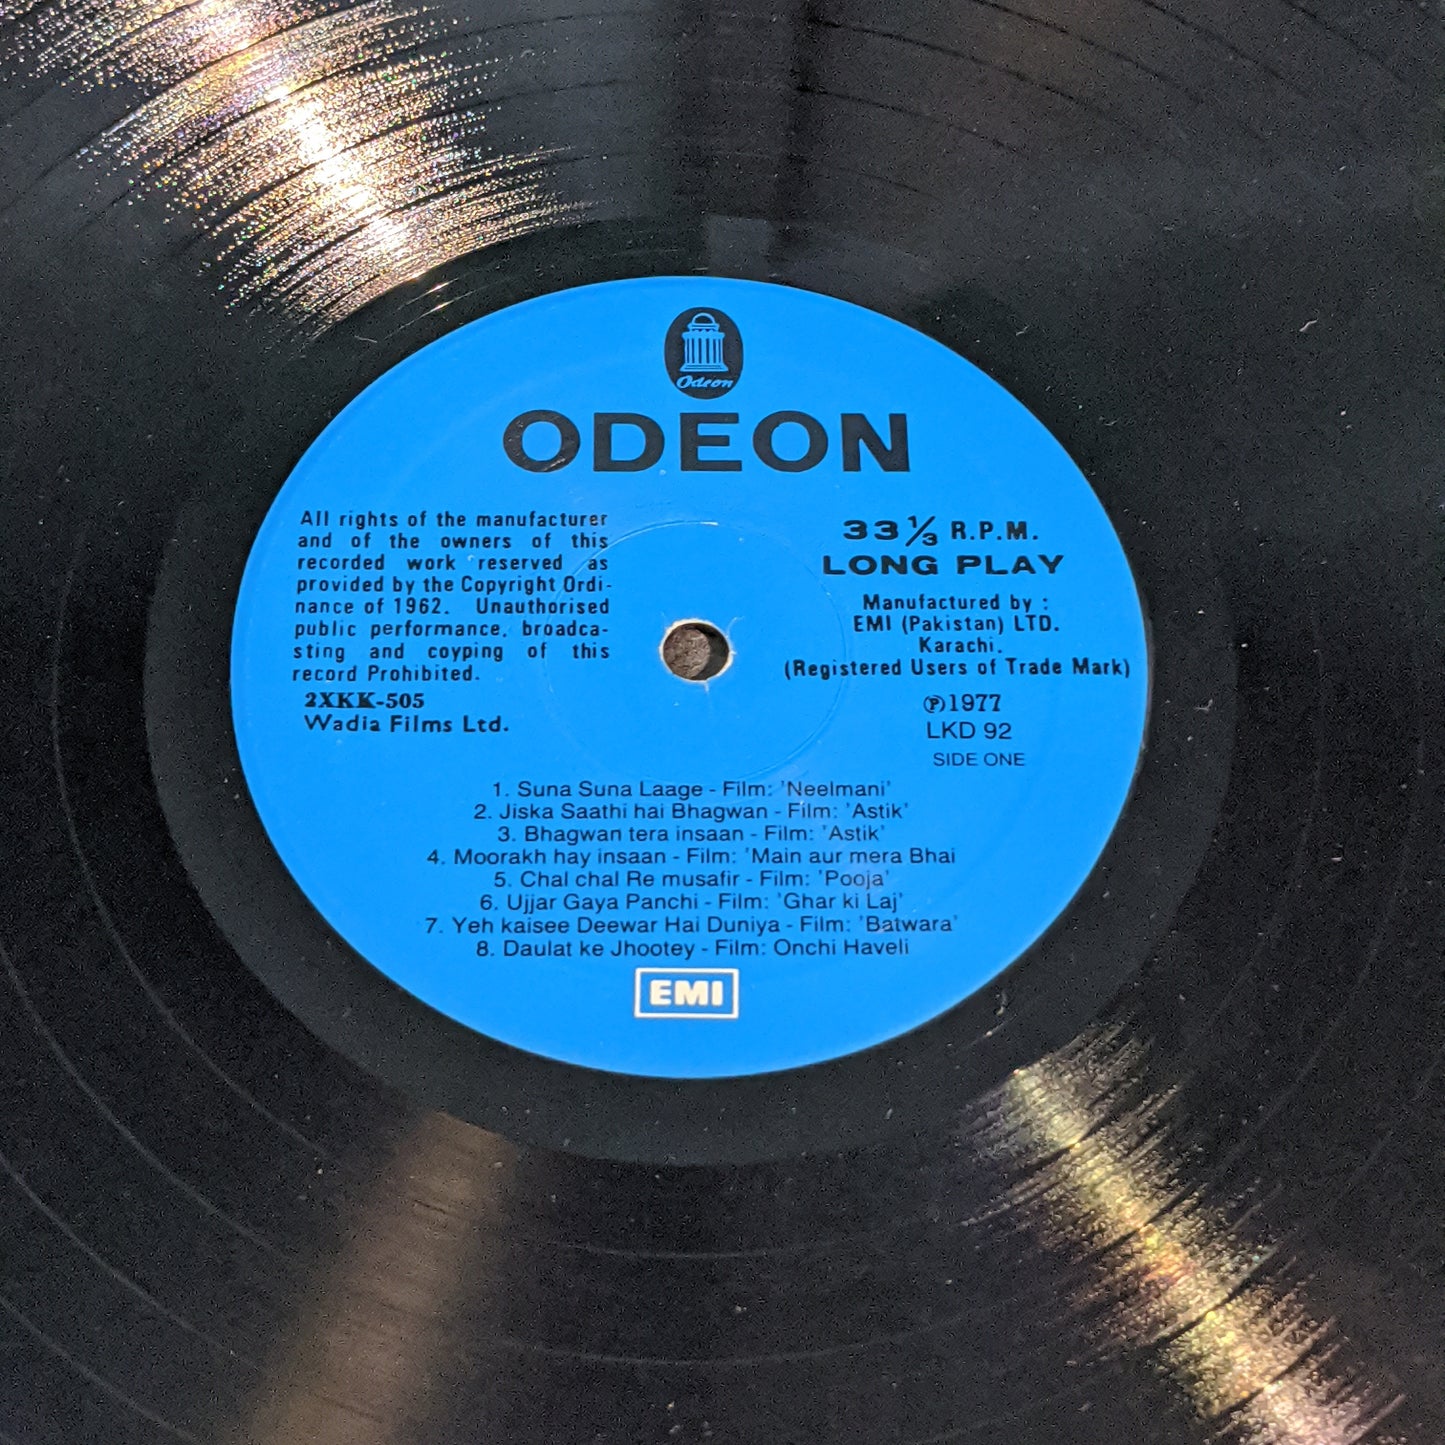 Odeon
ODEON
All rights of the manufacturer
and of the owners of this
recorded work reserved as
provided by the Copyright Ordi-
nance of 1962. Unauthorised
public performance, broadca-
sting and coyping of this
record Prohibited.
2XKK-505
Wadia Films Ltd.
33⅓ R.P.M.
LONG PLAY
Manufactured by :
EMI (Pakistan) LTD.
Karachi.
(Registered Users of Trade Mark)
℗1977
LKD 92
SIDE ONE
1. Suna Suna Laage - Film: 'Neelmani'
2. Jiska Saathi hai Bhagwan - Film: 'Astik'
3. Bhagwan tera insaan - Film: 'Astik'
4. Moorakh hay insaan - Film: 'Main aur mera Bhai
5. Chal chal Re musafir - Film: 'Pooja'
6. Ujjar Gaya Panchi - Film: 'Ghar ki Laj'
7. Yeh kaisee Deewar Hai Duniya - Film: 'Batwara'
8. Daulat ke Jhootey - Film: Onchi Haveli
EMI